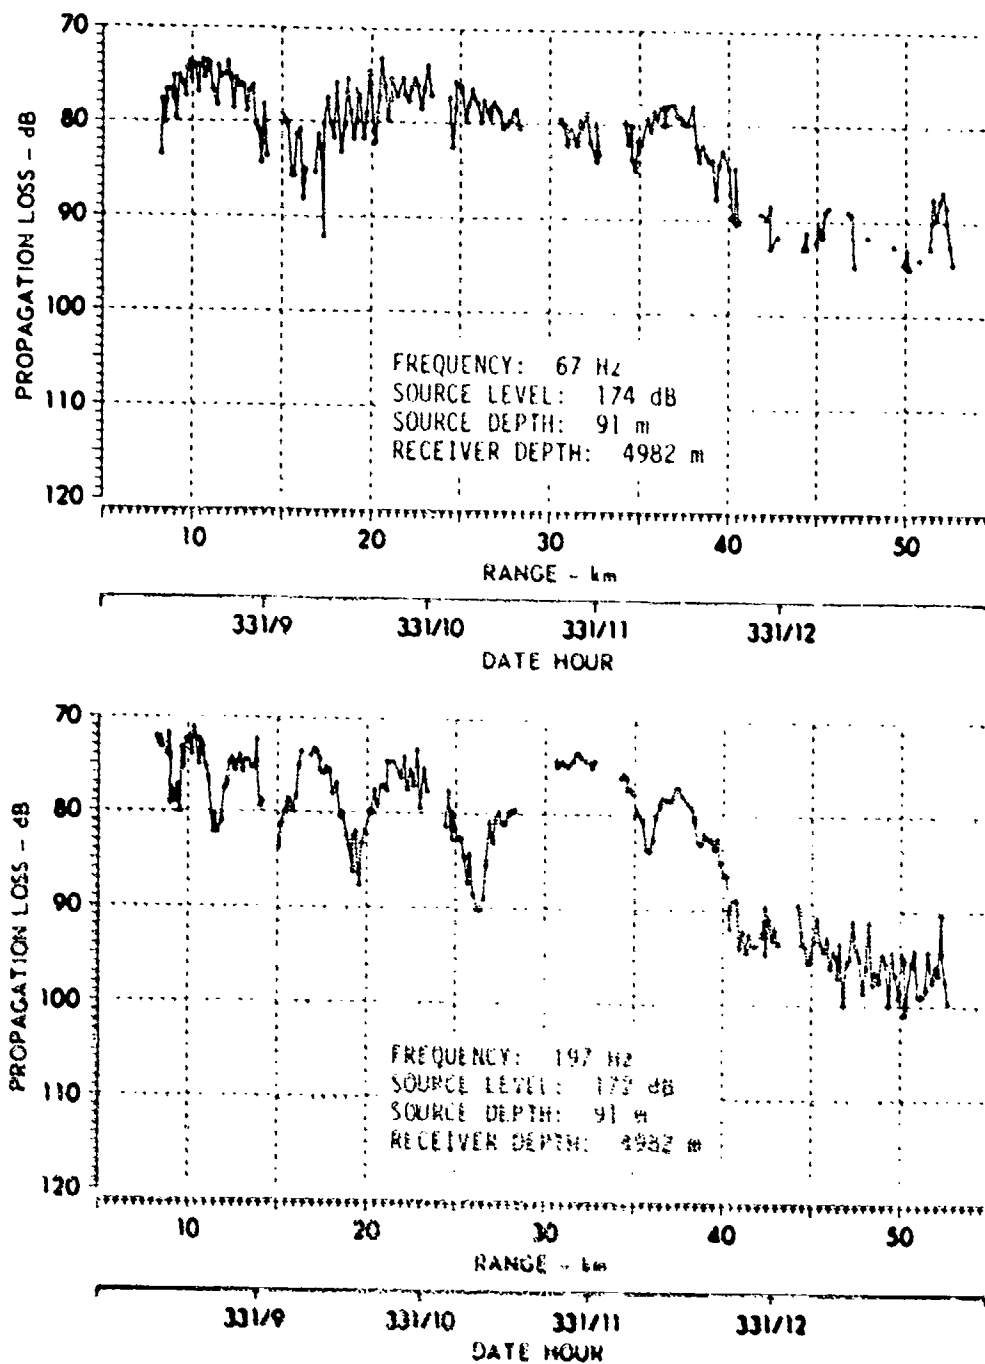 70
80
90
100
110
120
PROPAGATION LOSS - dB
FREQUENCY: 67 Hz
SOURCE LEVEL: 174 dB
SOURCE DEPTH: 91 m
RECEIVER DEPTH: 4982 m
10 20 30 40 50
RANGE - km
331/9 331/10 331/11 331/12
DATE HOUR
70
80
90
100
110
120
PROPAGATION LOSS - dB
FREQUENCY: 197 Hz
SOURCE LEVEL: dB
SOURCE DEPTH: 91 m
RECEIVER DEPTH: 4982 m
10 20 30 40 50
RANGE - km
331/9 331/10 331/11 331/12
DATE HOUR